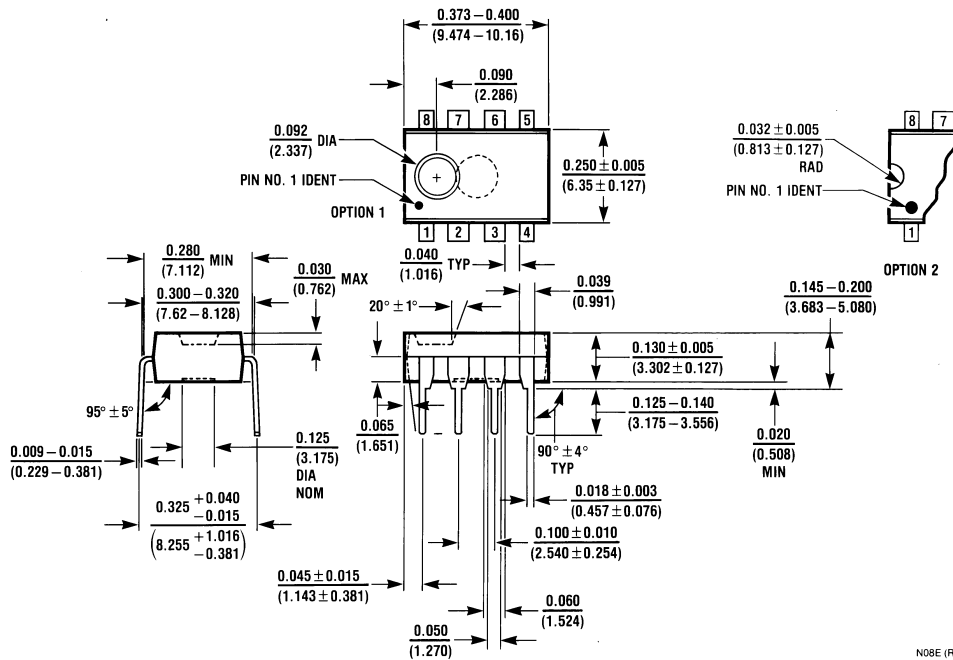 0.373 – 0.400
(9.474 – 10.16)
0.090
(2.286)
8 7 6 5
0.092 DIA
(2.337)
PIN NO. 1 IDENT
OPTION 1
1 2 3 4
0.250 ± 0.005
(6.35 ± 0.127)
0.032 ± 0.005
(0.813 ± 0.127)
RAD
PIN NO. 1 IDENT
8 7
1
OPTION 2
0.280 MIN
(7.112)
0.300 – 0.320
(7.62 – 8.128)
0.030 MAX
(0.762)
0.040 TYP
(1.016)
20° ± 1°
0.039
(0.991)
0.145 – 0.200
(3.683 – 5.080)
0.130 ± 0.005
(3.302 ± 0.127)
0.125 – 0.140
(3.175 – 3.556)
0.020
(0.508)
MIN
95° ± 5°
0.009 – 0.015
(0.229 – 0.381)
0.125
(3.175)
DIA
NOM
0.065
(1.651)
90° ± 4°
TYP
0.018 ± 0.003
(0.457 ± 0.076)
0.325 +0.040 –0.015
(8.255 +1.016 –0.381)
0.100 ± 0.010
(2.540 ± 0.254)
0.045 ± 0.015
(1.143 ± 0.381)
0.060
(1.524)
0.050
(1.270)
N08E (R